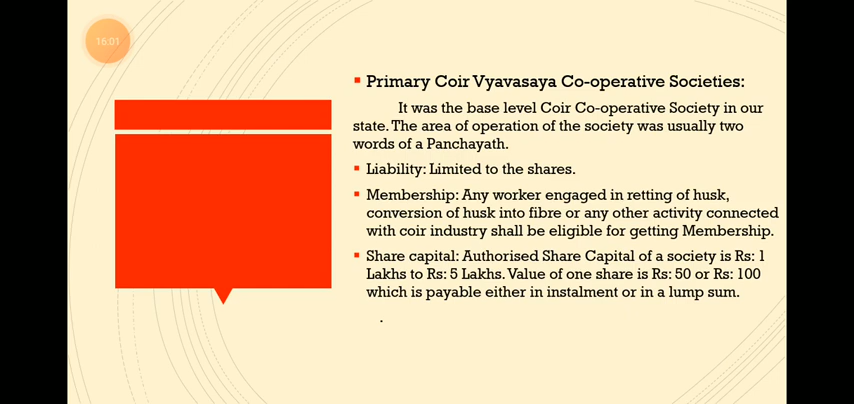 16:01
Primary Coir Vyavasaya Co-operative Societies:
It was the base level Coir Co-operative Society in our
state. The area of operation of the society was usually two
words of a Panchayath.
Liability: Limited to the shares.
Membership: Any worker engaged in retting of husk,
conversion of husk into fibre or any other activity connected
with coir industry shall be eligible for getting Membership.
Share capital: Authorised Share Capital of a society is Rs: 1
Lakhs to Rs: 5 Lakhs. Value of one share is Rs: 50 or Rs: 100
which is payable either in instalment or in a lump sum.
.